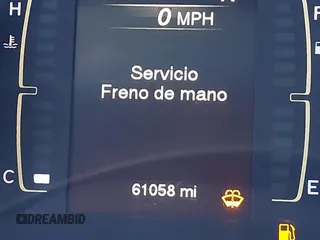 H
0 MPH
F
Servicio
Freno de mano
C
61058 mi
E
DREAMBID